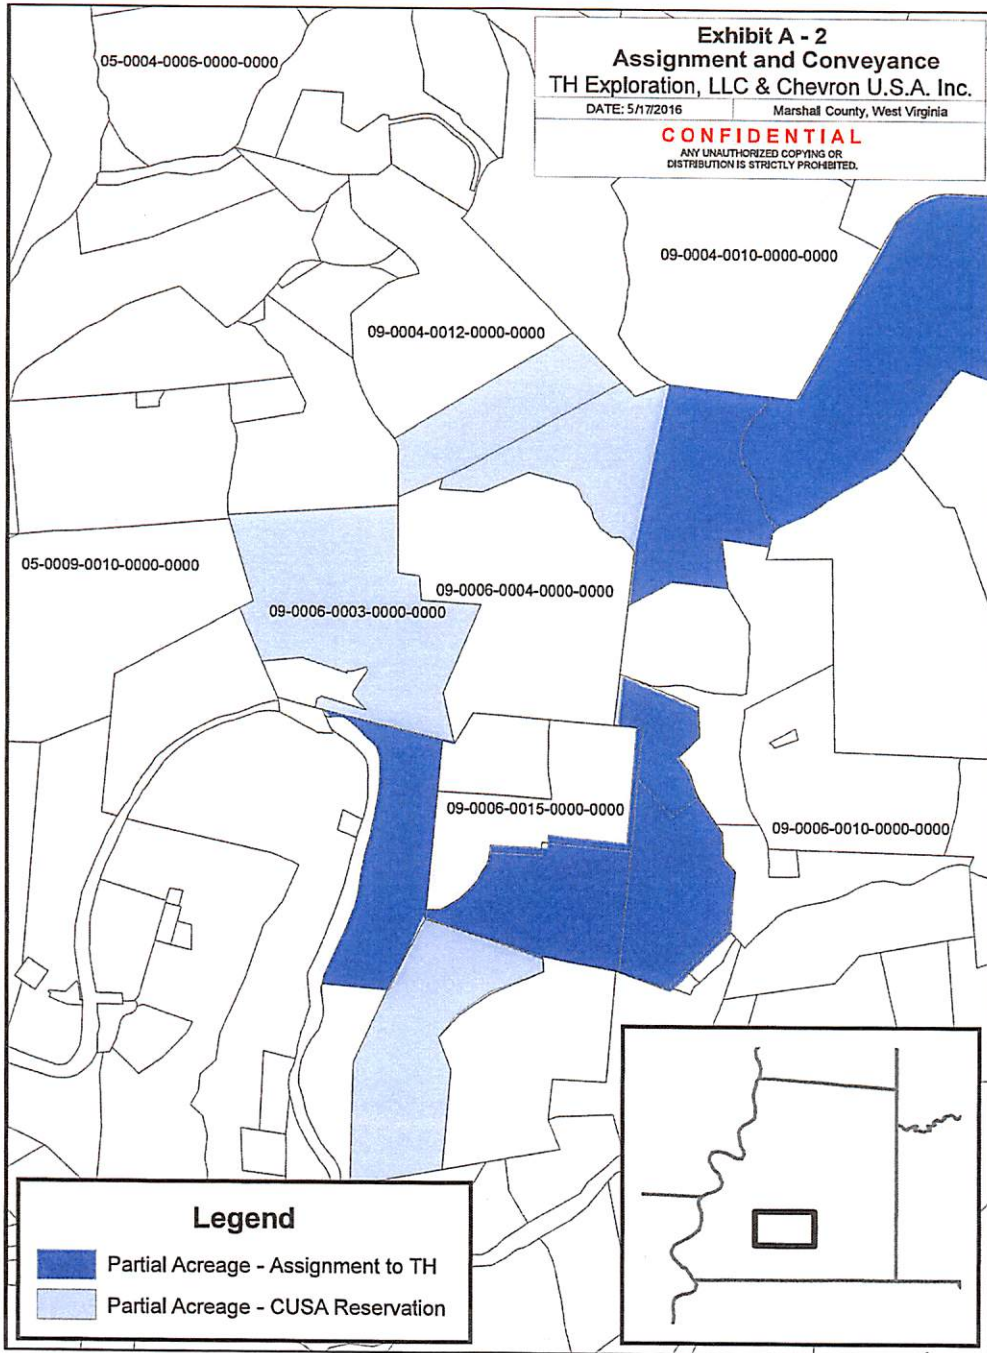 Exhibit A - 2
Assignment and Conveyance
TH Exploration, LLC & Chevron U.S.A. Inc.
DATE: 5/17/2016 Marshall County, West Virginia
CONFIDENTIAL
ANY UNAUTHORIZED COPYING OR
DISTRIBUTION IS STRICTLY PROHIBITED.
05-0004-0006-0000-0000
09-0004-0010-0000-0000
09-0004-0012-0000-0000
05-0009-0010-0000-0000
09-0006-0004-0000-0000
09-0006-0003-0000-0000
09-0006-0015-0000-0000
09-0006-0010-0000-0000
Legend
Partial Acreage - Assignment to TH
Partial Acreage - CUSA Reservation